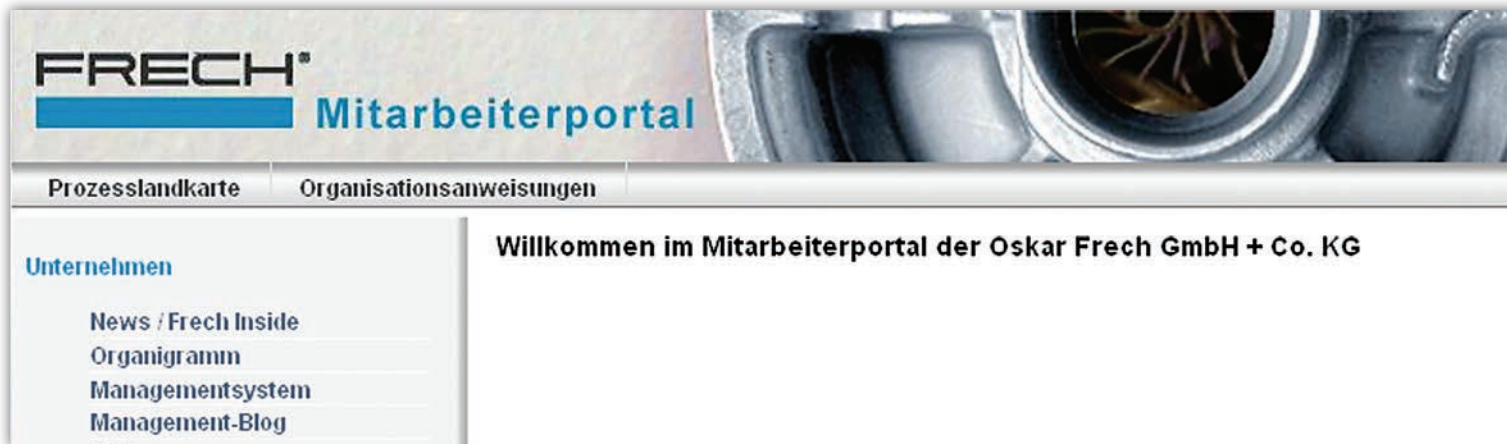 FRECH®
Mitarbeiterportal
Prozesslandkarte Organisationsanweisungen
Unternehmen
News / Frech Inside
Organigramm
Managementsystem
Management-Blog
Willkommen im Mitarbeiterportal der Oskar Frech GmbH + Co. KG